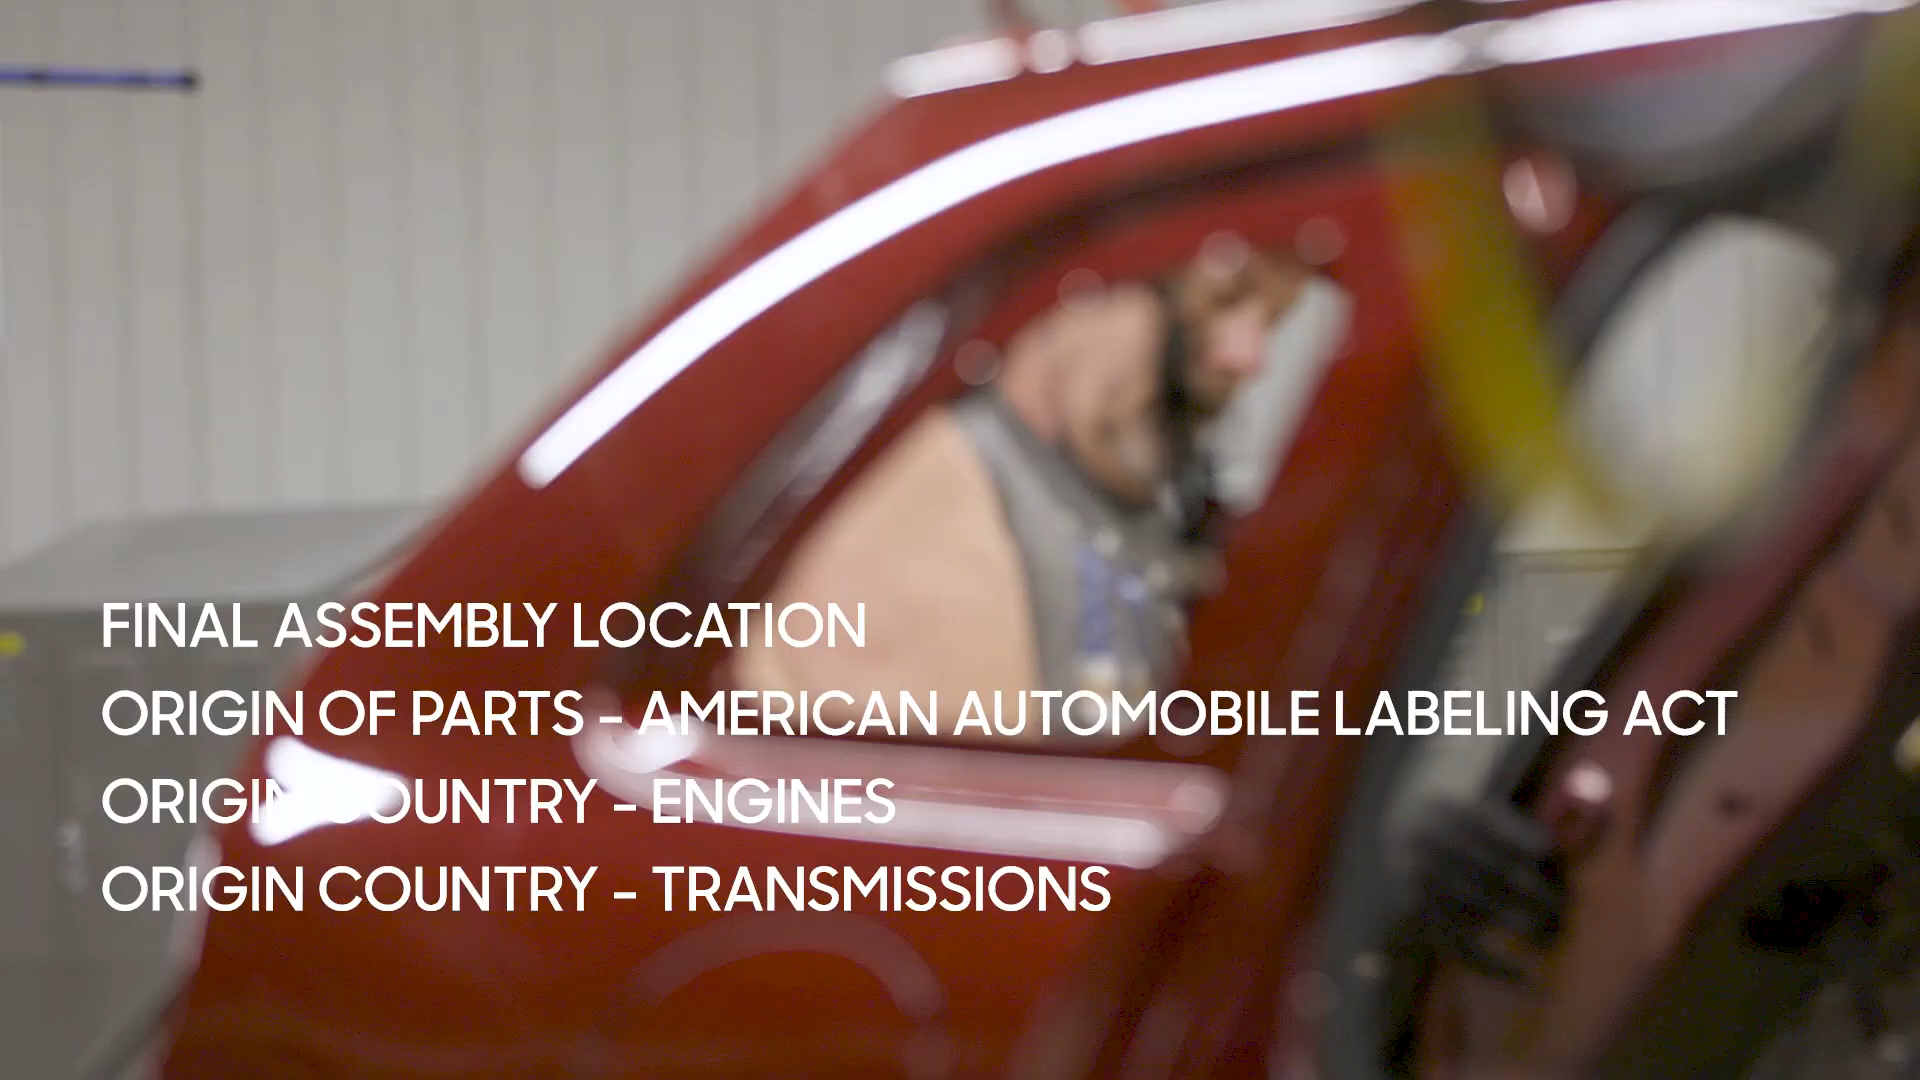 FINAL ASSEMBLY LOCATION
ORIGIN OF PARTS - AMERICAN AUTOMOBILE LABELING ACT
ORIGIN COUNTRY - ENGINES
ORIGIN COUNTRY - TRANSMISSIONS